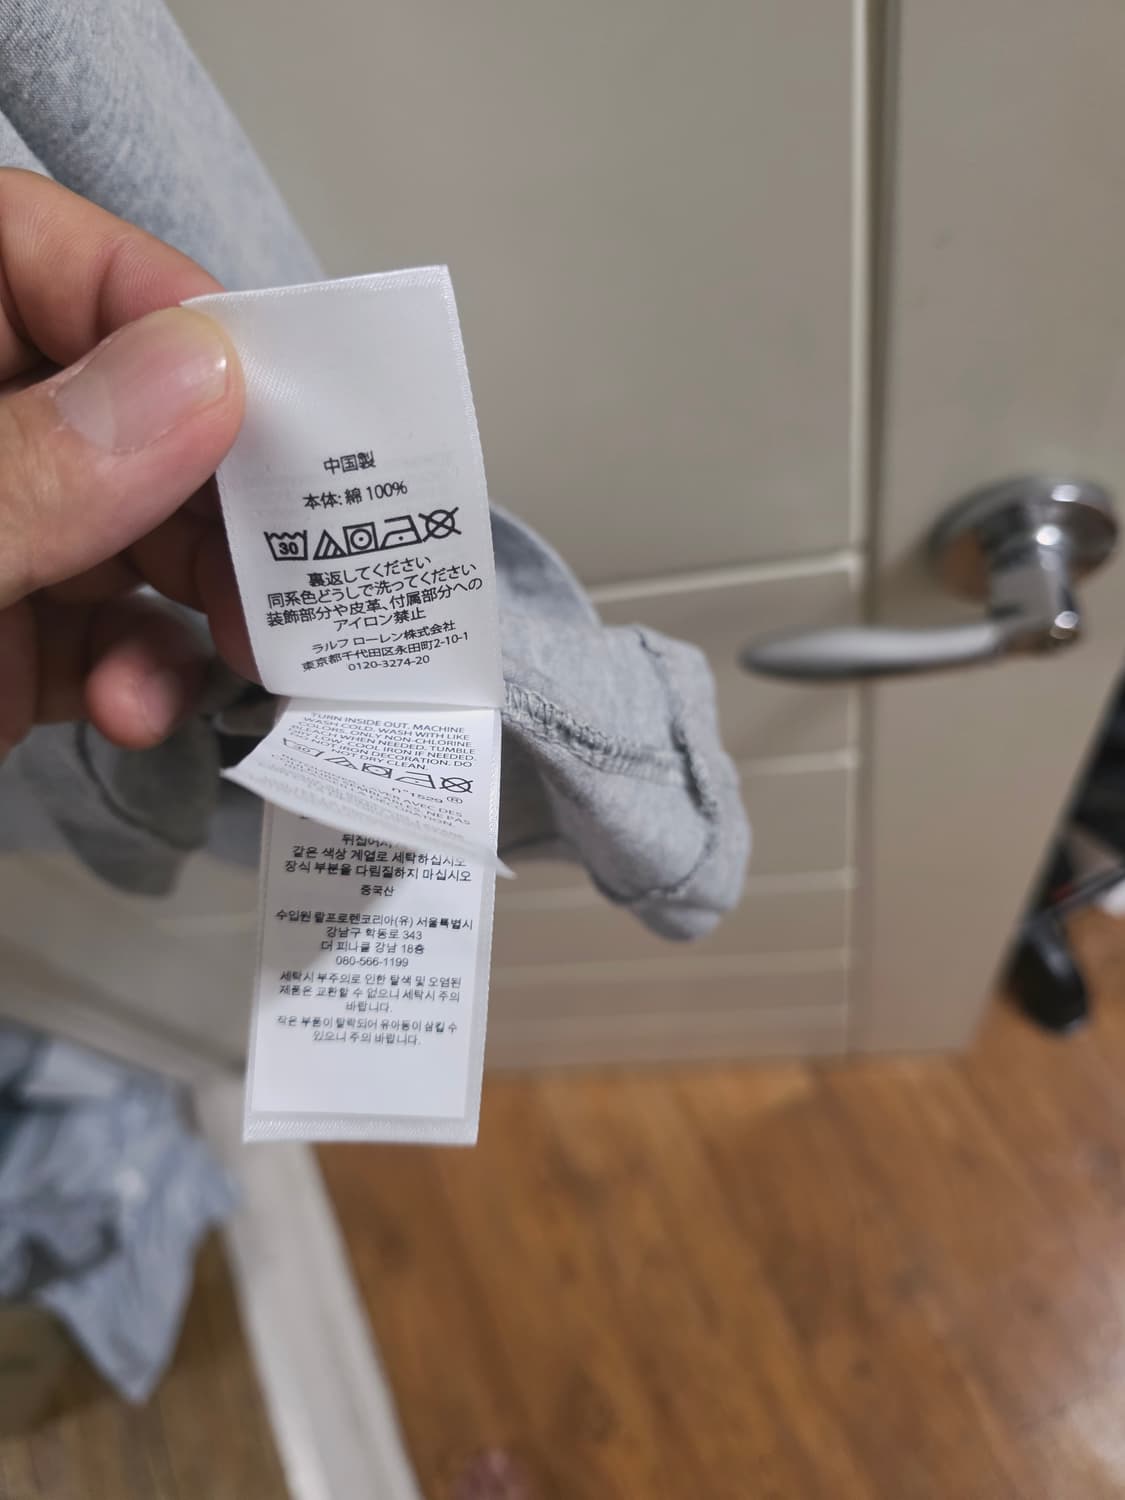 中国製
本体: 綿 100%
30
裏返してください
同系色どうしで洗ってください
装飾部分や皮革、付属部分への
アイロン禁止
ラルフ ローレン株式会社
東京都千代田区永田町2-10-1
0120-3274-20
TURN INSIDE OUT. MACHINE
WASH COLD. WASH WITH LIKE
COLORS. ONLY NON-CHLORINE
BLEACH WHEN NEEDED. TUMBLE
DRY LOW. COOL IRON IF NEEDED.
DO NOT IRON DECORATION. DO
NOT DRY CLEAN.
30
n°1529 ®
AVEC DES
NE PAS
뒤집어서
같은 색상 계열로 세탁하십시오
장식 부분을 다림질하지 마십시오
중국산
수입원 랄프로렌코리아(유) 서울특별시
강남구 학동로 343
더 피나클 강남 18층
080-566-1199
세탁시 부주의로 인한 탈색 및 오염된
제품은 교환할 수 없으니 세탁시 주의
바랍니다.
작은 부품이 탈락되어 유아동이 삼킬 수
있으니 주의 바랍니다.